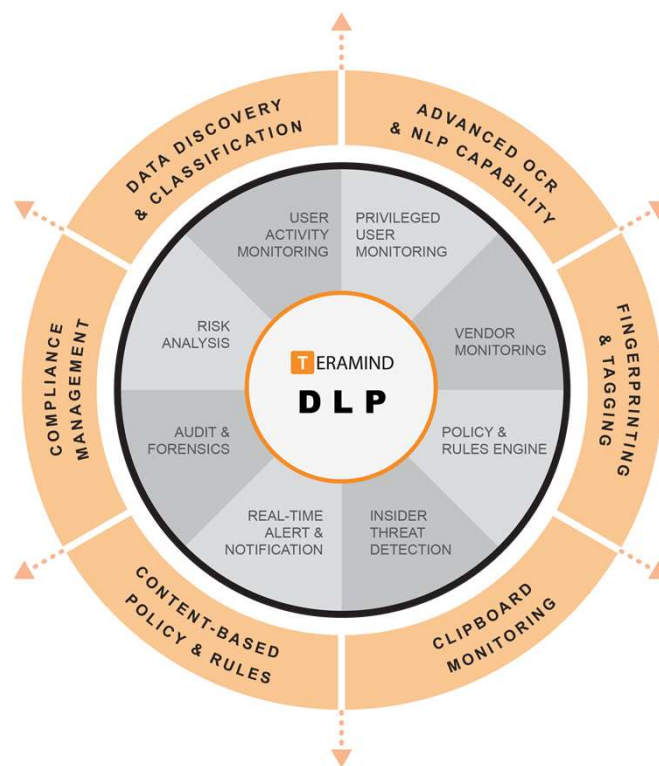 DATA DISCOVERY
& CLASSIFICATION
ADVANCED OCR
& NLP CAPABILITY
FINGERPRINTING
& TAGGING
CLIPBOARD
MONITORING
CONTENT-BASED
POLICY & RULES
COMPLIANCE
MANAGEMENT
USER
ACTIVITY
MONITORING
PRIVILEGED
USER
MONITORING
VENDOR
MONITORING
POLICY &
RULES ENGINE
INSIDER
THREAT
DETECTION
REAL-TIME
ALERT &
NOTIFICATION
AUDIT &
FORENSICS
RISK
ANALYSIS
TERAMIND
DLP